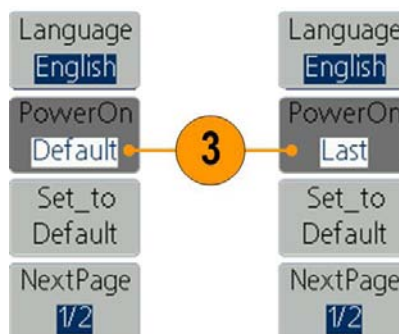 Language
English
PowerOn
Default
Set_to
Default
NextPage
1/2
3
Language
English
PowerOn
Last
Set_to
Default
NextPage
1/2